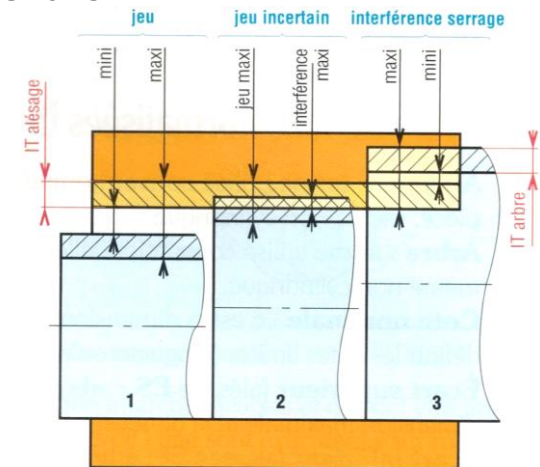 jeu jeu incertain interférence serrage
mini
maxi
jeu maxi
interférence
maxi
maxi
mini
IT alésage
IT arbre
1 2 3